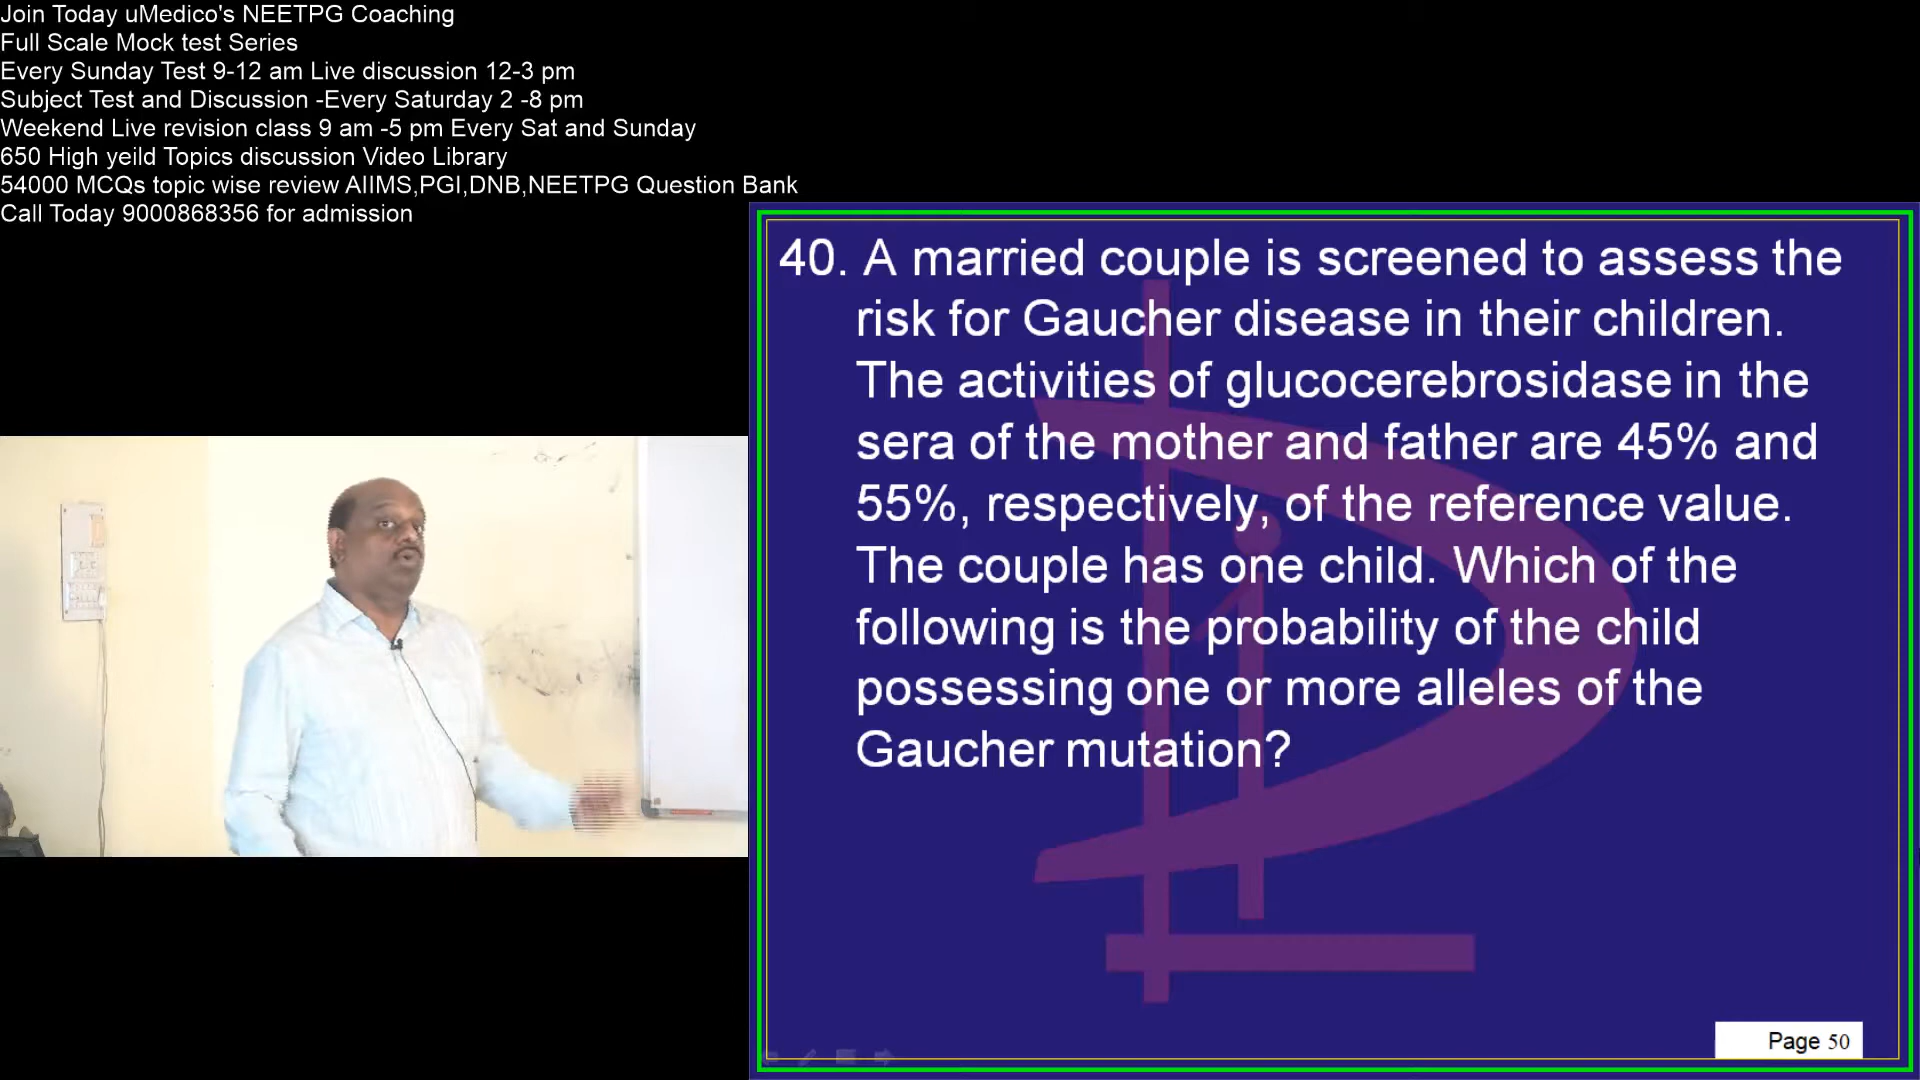 Join Today uMedico's NEETPG Coaching
Full Scale Mock test Series
Every Sunday Test 9-12 am Live discussion 12-3 pm
Subject Test and Discussion -Every Saturday 2 -8 pm
Weekend Live revision class 9 am -5 pm Every Sat and Sunday
650 High yeild Topics discussion Video Library
54000 MCQs topic wise review AIIMS,PGI,DNB,NEETPG Question Bank
Call Today 9000868356 for admission
40. A married couple is screened to assess the
risk for Gaucher disease in their children.
The activities of glucocerebrosidase in the
sera of the mother and father are 45% and
55%, respectively, of the reference value.
The couple has one child. Which of the
following is the probability of the child
possessing one or more alleles of the
Gaucher mutation?
Page 50